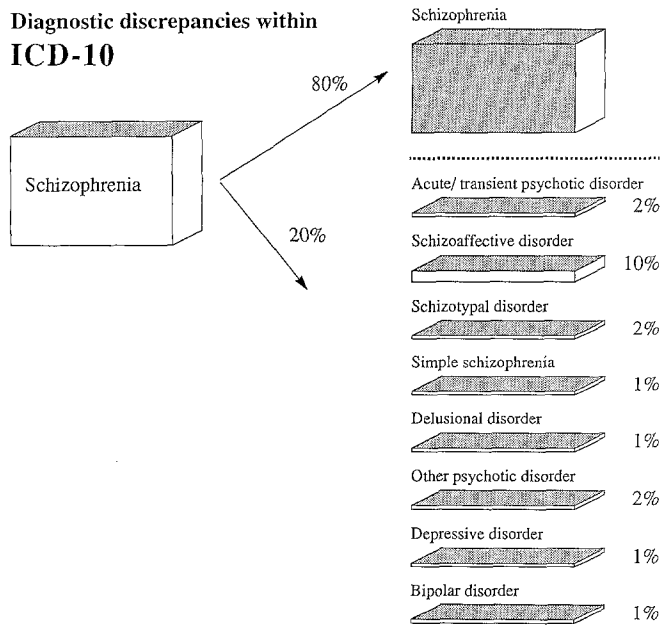 Diagnostic discrepancies within
ICD-10
Schizophrenia
80%
20%
Schizophrenia
Acute/ transient psychotic disorder
2%
Schizoaffective disorder
10%
Schizotypal disorder
2%
Simple schizophrenia
1%
Delusional disorder
1%
Other psychotic disorder
2%
Depressive disorder
1%
Bipolar disorder
1%